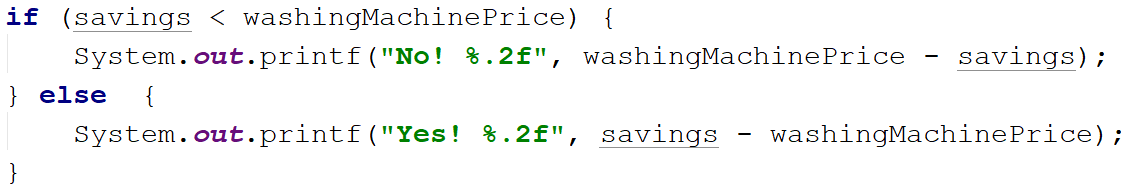 if (savings < washingMachinePrice) {
    System.out.printf("No! %.2f", washingMachinePrice - savings);
} else  {
    System.out.printf("Yes! %.2f", savings - washingMachinePrice);
}